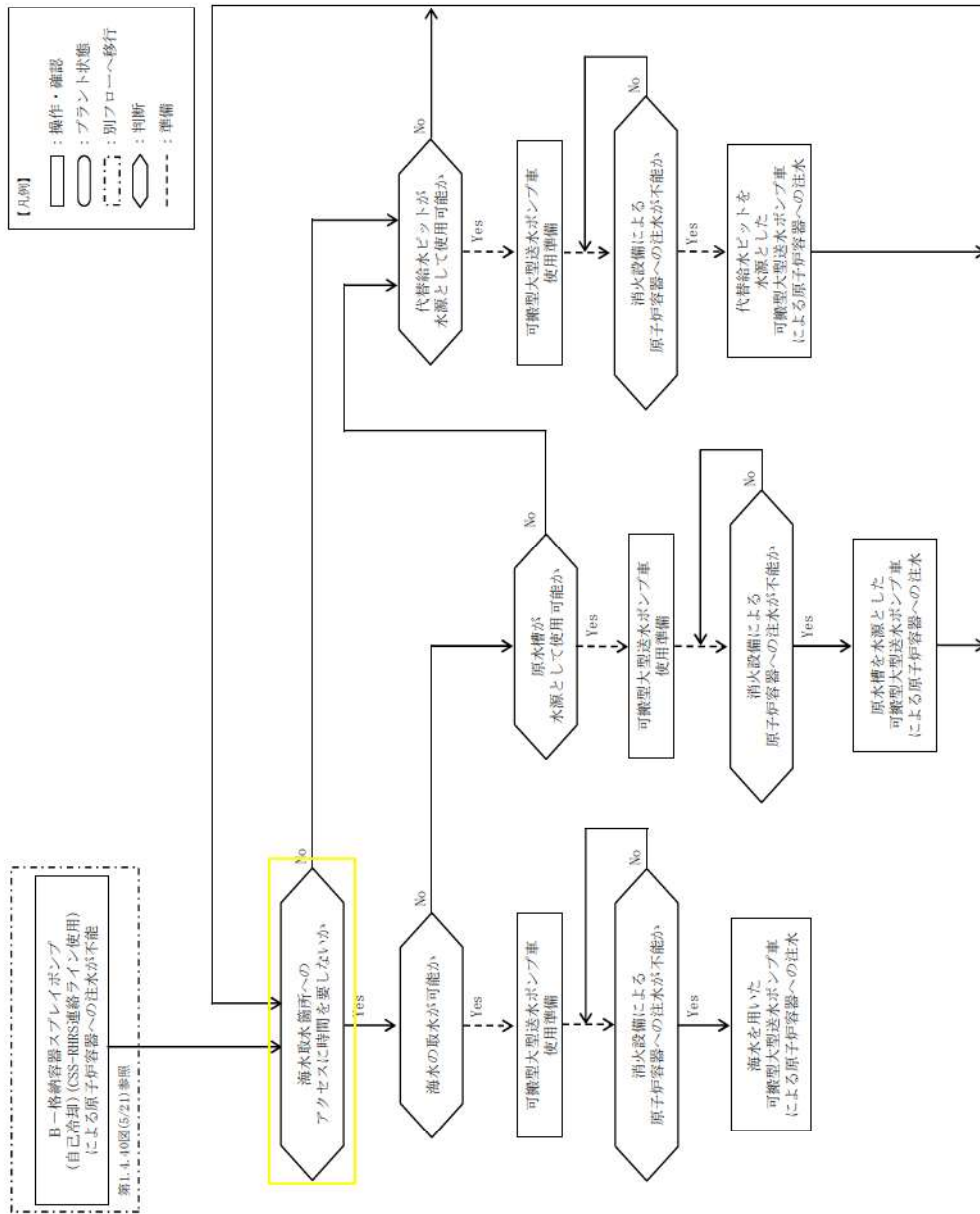 【凡例】
：操作・確認
：プラント状態
：別フローへ移行
：判断
：準備
B－格納容器スプレイポンプ
(自己冷却)(CSS-RHRS連絡ライン使用)
による原子炉容器への注水が不能
第1.4.40図(5/21)参照
海水取水箇所への
アクセスに時間を要しないか
No
Yes
海水の取水が可能か
No
Yes
可搬型大型送水ポンプ車
使用準備
消火設備による
原子炉容器への注水が不能か
No
Yes
海水を用いた
可搬型大型送水ポンプ車
による原子炉容器への注水
原水槽が
水源として使用可能か
No
Yes
可搬型大型送水ポンプ車
使用準備
消火設備による
原子炉容器への注水が不能か
No
Yes
原水槽を水源とした
可搬型大型送水ポンプ車
による原子炉容器への注水
代替給水ピットが
水源として使用可能か
No
Yes
可搬型大型送水ポンプ車
使用準備
消火設備による
原子炉容器への注水が不能か
No
Yes
代替給水ピットを
水源とした
可搬型大型送水ポンプ車
による原子炉容器への注水